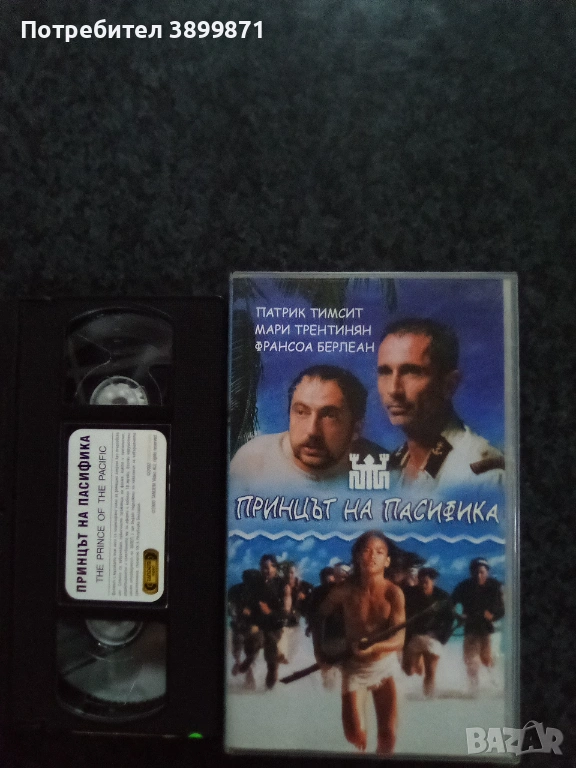 Потребител 3899871
ПАТРИК ТИМСИТ
МАРИ ТРЕНТИНЯН
ФРАНСОА БЕРЛЕАН
ПРИНЦЪТ НА ПАСИФИКА
ПРИНЦЪТ НА ПАСИФИКА
THE PRINCE OF THE PACIFIC
BAZAR